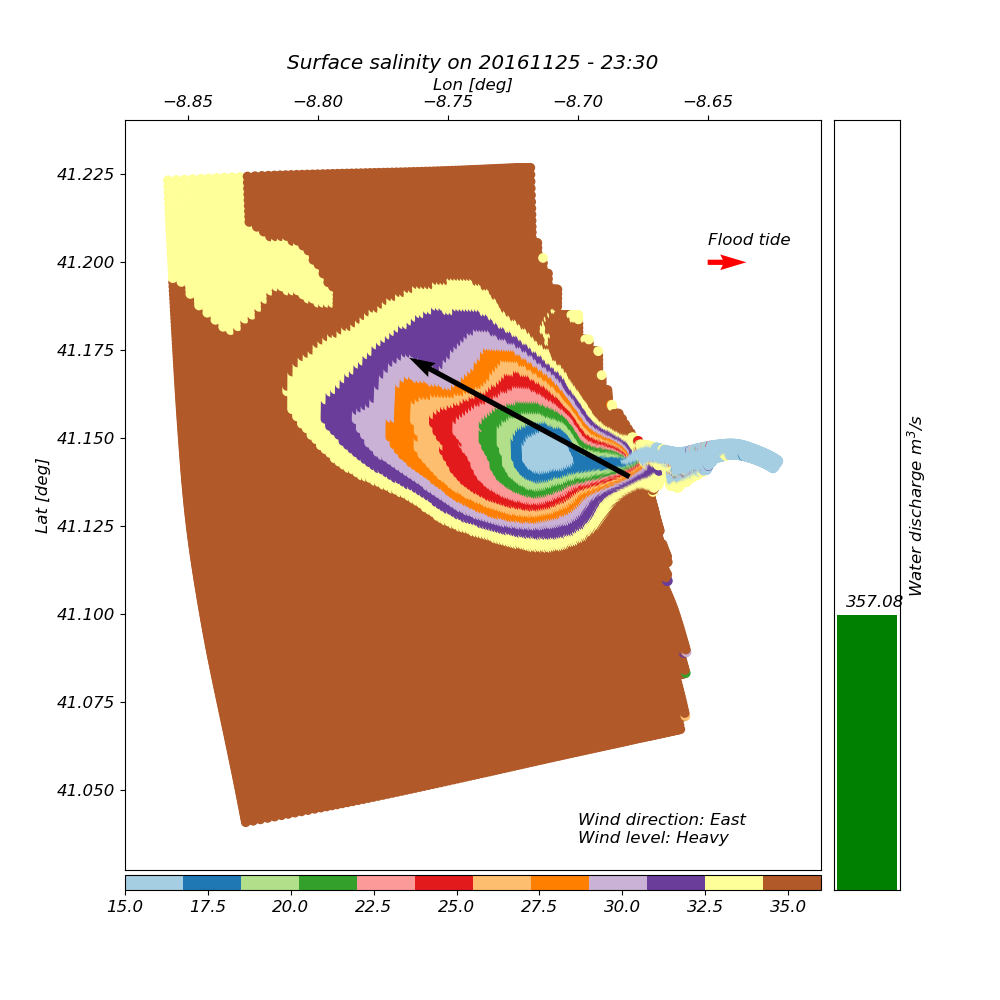 Surface salinity on 20161125 - 23:30
Lon [deg]
−8.85 −8.80 −8.75 −8.70 −8.65
41.225
41.200
41.175
41.150
41.125
41.100
41.075
41.050
Lat [deg]
Flood tide
Wind direction: East
Wind level: Heavy
357.08
Water discharge m³/s
15.0 17.5 20.0 22.5 25.0 27.5 30.0 32.5 35.0